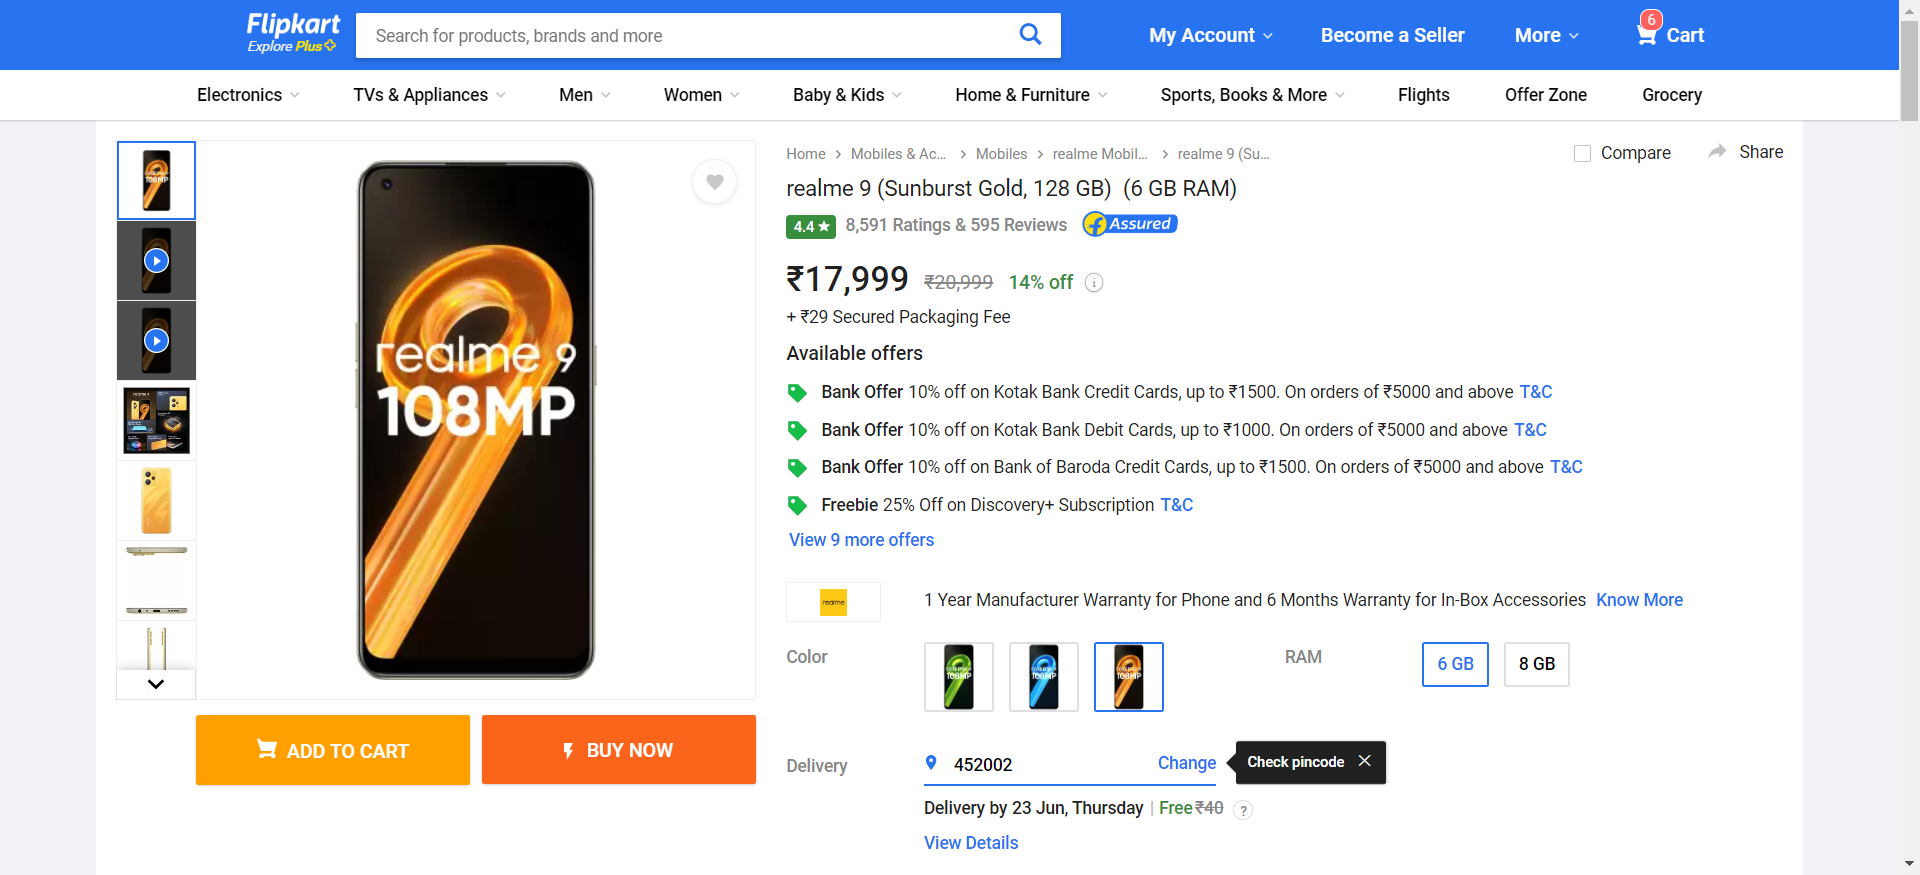 Flipkart
Explore Plus
Search for products, brands and more
My Account
Become a Seller
More
6
Cart
Electronics
TVs & Appliances
Men
Women
Baby & Kids
Home & Furniture
Sports, Books & More
Flights
Offer Zone
Grocery
Home > Mobiles & Ac... > Mobiles > realme Mobil... > realme 9 (Su...
Compare
Share
realme 9 (Sunburst Gold, 128 GB) (6 GB RAM)
4.4 ★ 8,591 Ratings & 595 Reviews
Assured
₹17,999 ₹20,999 14% off
+ ₹29 Secured Packaging Fee
Available offers
Bank Offer 10% off on Kotak Bank Credit Cards, up to ₹1500. On orders of ₹5000 and above T&C
Bank Offer 10% off on Kotak Bank Debit Cards, up to ₹1000. On orders of ₹5000 and above T&C
Bank Offer 10% off on Bank of Baroda Credit Cards, up to ₹1500. On orders of ₹5000 and above T&C
Freebie 25% Off on Discovery+ Subscription T&C
View 9 more offers
realme
1 Year Manufacturer Warranty for Phone and 6 Months Warranty for In-Box Accessories Know More
realme 9
108MP
Color
108MP
108MP
108MP
RAM
6 GB
8 GB
ADD TO CART
BUY NOW
Delivery
452002
Change
Check pincode
Delivery by 23 Jun, Thursday | Free ₹40 ?
View Details